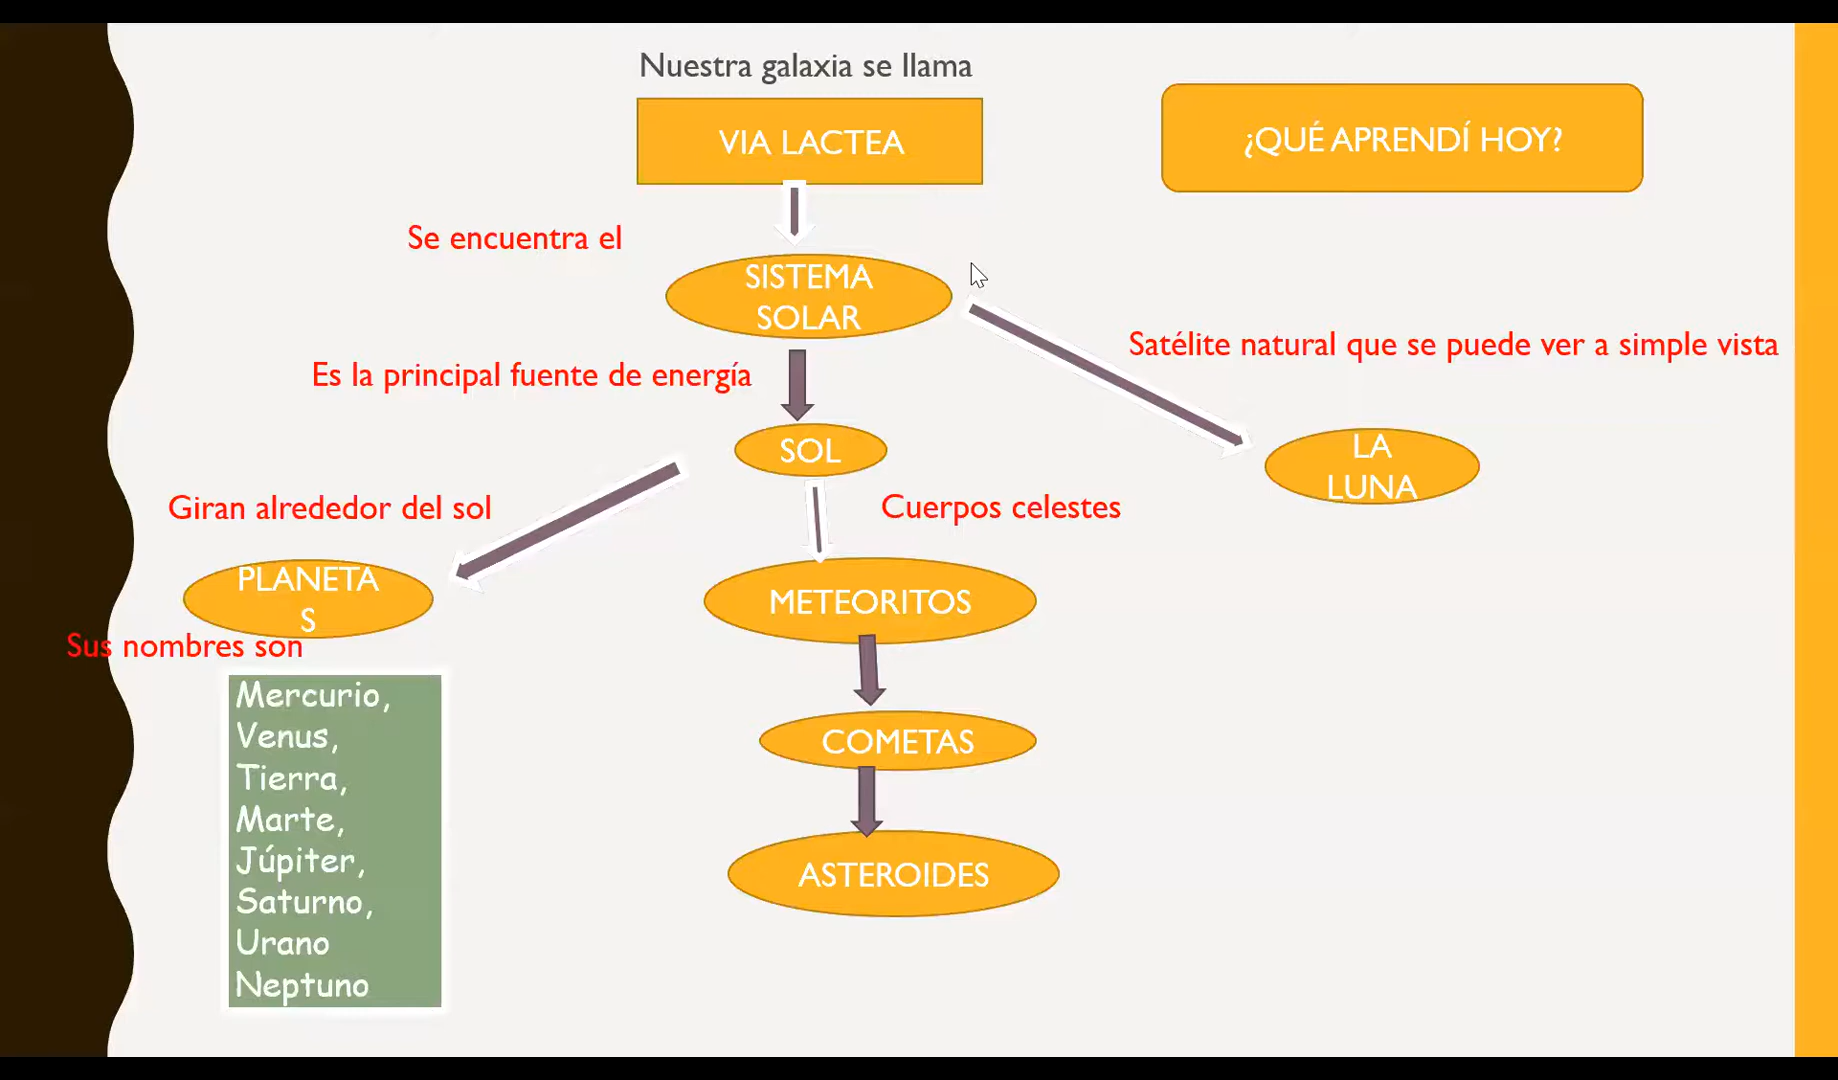 Nuestra galaxia se llama
VIA LACTEA
¿QUÉ APRENDÍ HOY?
Se encuentra el
SISTEMA
SOLAR
Satélite natural que se puede ver a simple vista
Es la principal fuente de energía
SOL
LA
LUNA
Giran alrededor del sol
Cuerpos celestes
PLANETA
S
METEORITOS
Sus nombres son
Mercurio,
Venus,
Tierra,
Marte,
Júpiter,
Saturno,
Urano
Neptuno
COMETAS
ASTEROIDES